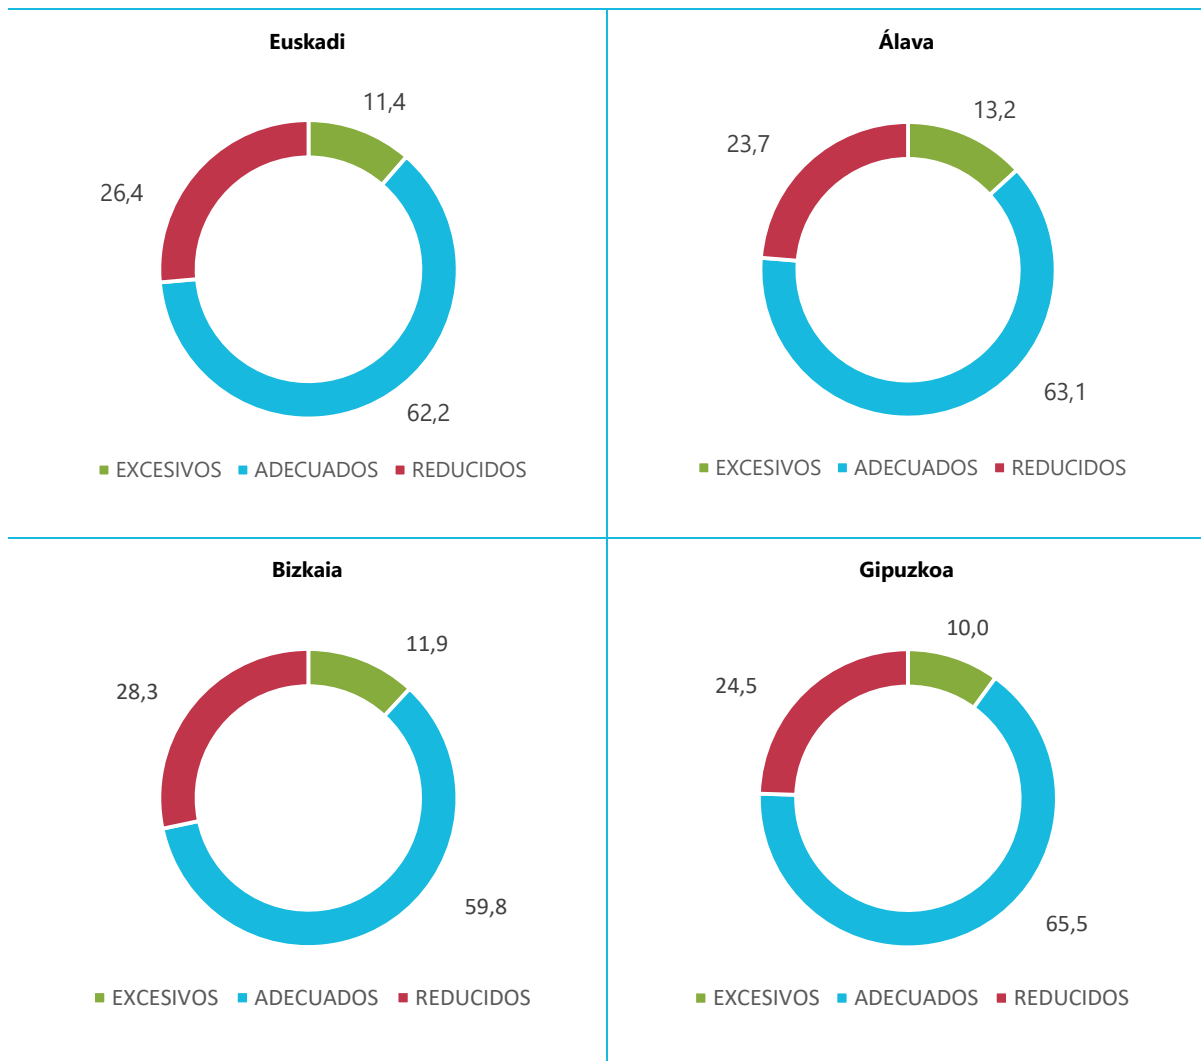 Euskadi
11,4
26,4
62,2
EXCESIVOS ADECUADOS REDUCIDOS
Álava
13,2
23,7
63,1
EXCESIVOS ADECUADOS REDUCIDOS
Bizkaia
11,9
28,3
59,8
EXCESIVOS ADECUADOS REDUCIDOS
Gipuzkoa
10,0
24,5
65,5
EXCESIVOS ADECUADOS REDUCIDOS